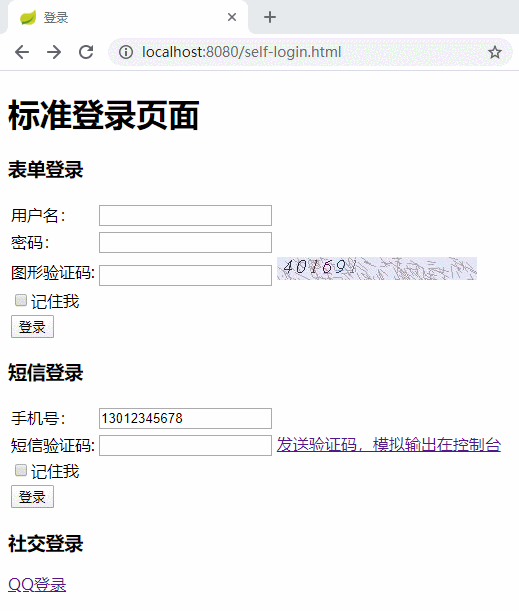 登录
localhost:8080/self-login.html
标准登录页面
表单登录
用户名：
密码：
图形验证码: 401691
记住我
登录
短信登录
手机号： 13012345678
短信验证码: 发送验证码，模拟输出在控制台
记住我
登录
社交登录
QQ登录